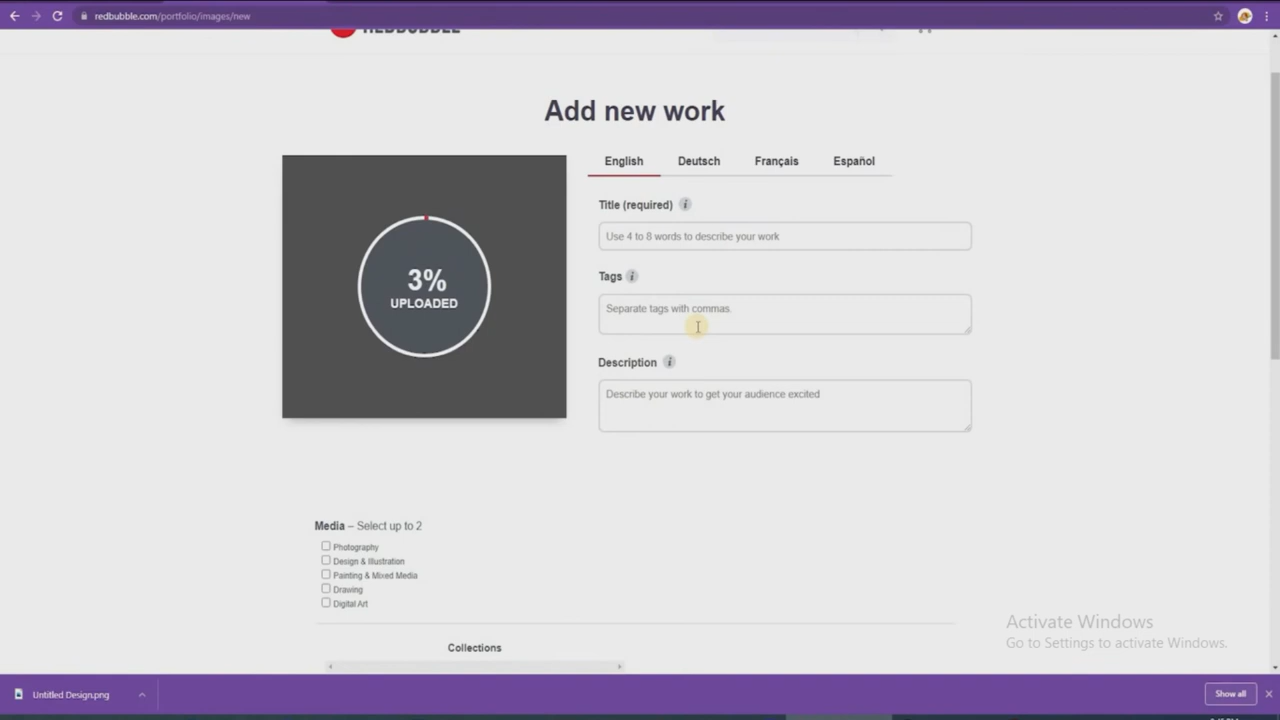 redbubble.com/portfolio/images/new
REDBUBBLE
Add new work
English Deutsch Français Español
Title (required) i
Use 4 to 8 words to describe your work
Tags i
Separate tags with commas
3%
UPLOADED
Description i
Describe your work to get your audience excited
Media – Select up to 2
Photography
Design & Illustration
Painting & Mixed Media
Drawing
Digital Art
Collections
Activate Windows
Go to Settings to activate Windows.
Untitled Design.png
Show all